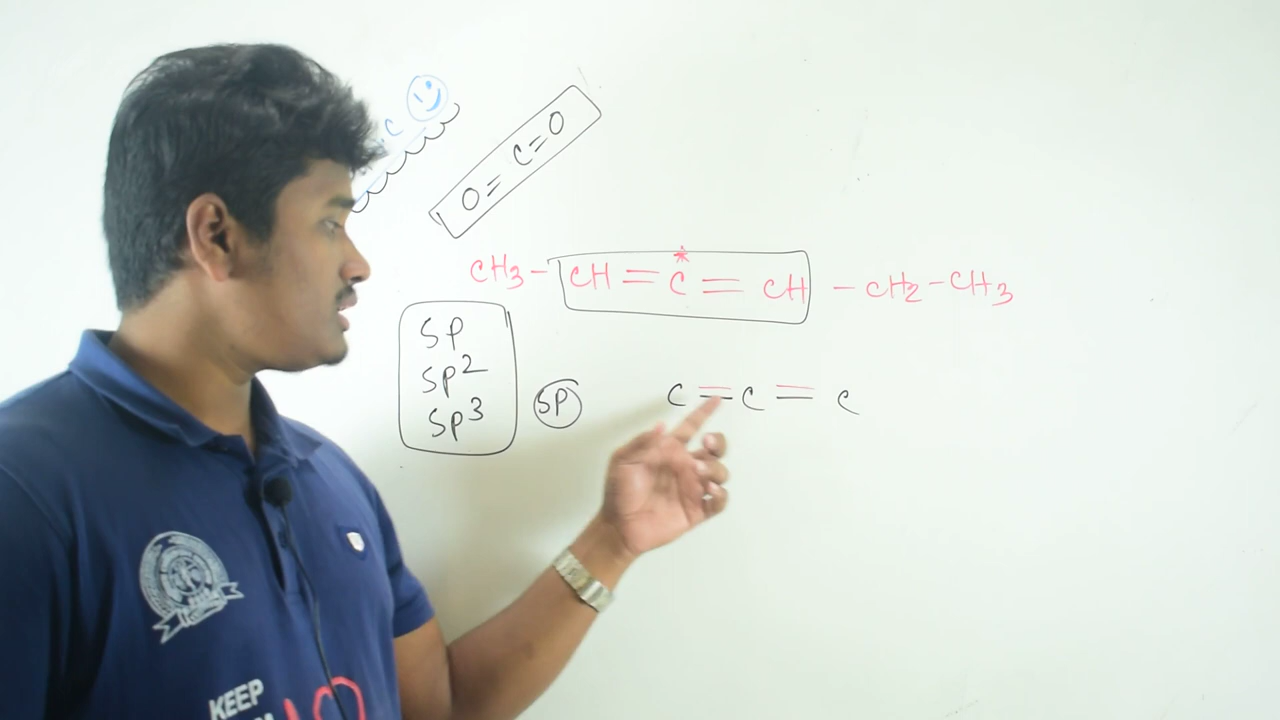 C
O= C=O
CH3-CH=C*=CH-CH2-CH3
SP
SP2
SP3
SP
C=C=C
KEEP